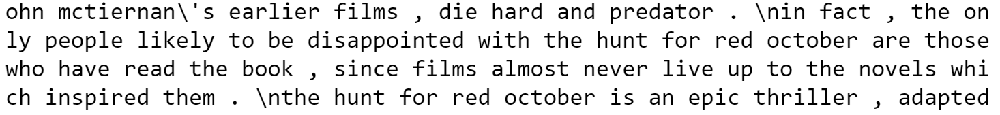 ohn mctiernan\'s earlier films , die hard and predator . \nin fact , the on
ly people likely to be disappointed with the hunt for red october are those
who have read the book , since films almost never live up to the novels whi
ch inspired them . \nthe hunt for red october is an epic thriller , adapted